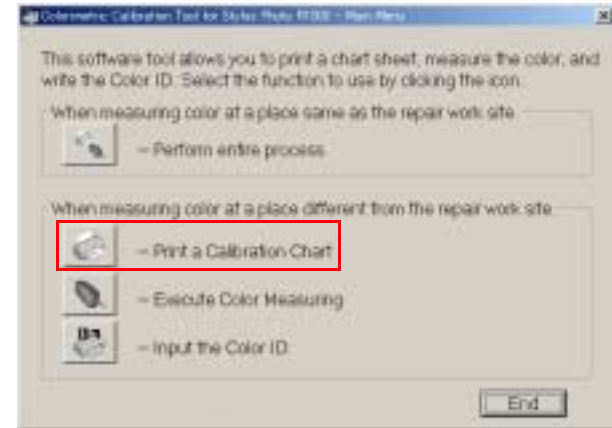 Colorimetric Calibration Tool for Stylus Photo R1800 - Main Menu
This software tool allows you to print a chart sheet, measure the color, and
write the Color ID. Select the function to use by clicking the icon.
When measuring color at a place same as the repair work site
- Perform entire process
When measuring color at a place different from the repair work site
- Print a Calibration Chart
- Execute Color Measuring
- Input the Color ID
End